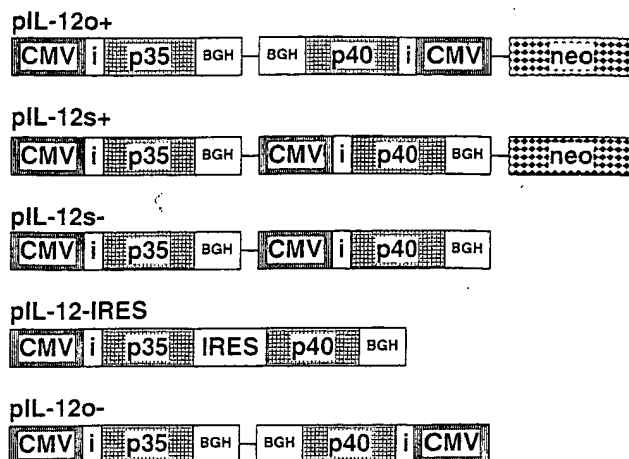 pIL-12o+
CMV i p35 BGH BGH p40 i CMV neo
pIL-12s+
CMV i p35 BGH CMV i p40 BGH neo
pIL-12s-
CMV i p35 BGH CMV i p40 BGH
pIL-12-IRES
CMV i p35 IRES p40 BGH
pIL-12o-
CMV i p35 BGH BGH p40 i CMV